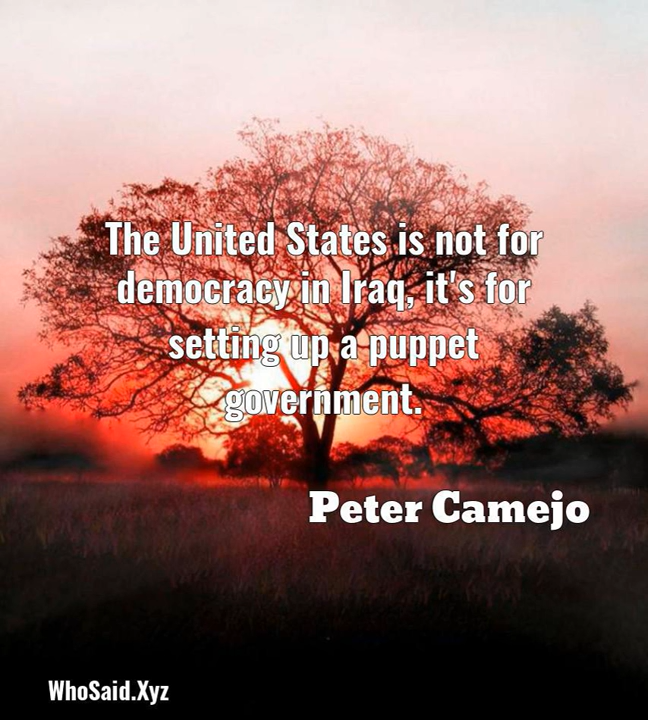 The United States is not for
democracy in Iraq, it's for
setting up a puppet
government.
Peter Camejo
WhoSaid.Xyz